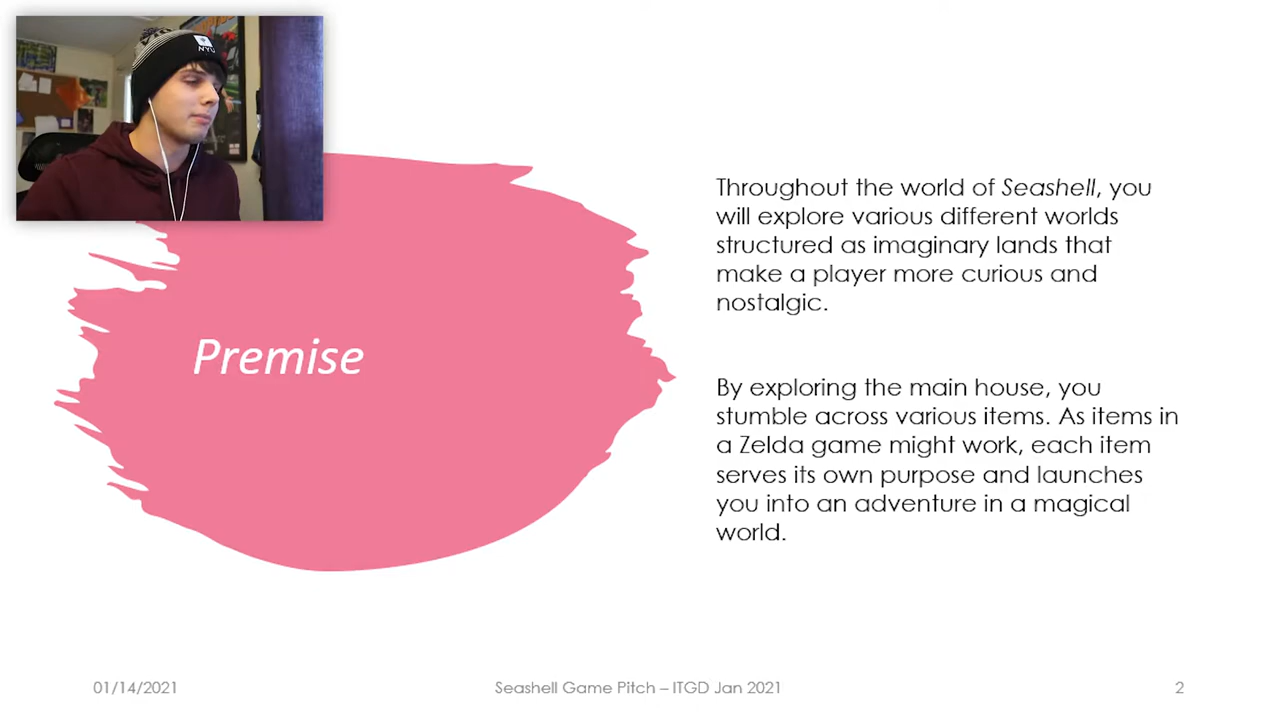 NYU
Throughout the world of Seashell, you
will explore various different worlds
structured as imaginary lands that
make a player more curious and
nostalgic.
Premise
By exploring the main house, you
stumble across various items. As items in
a Zelda game might work, each item
serves its own purpose and launches
you into an adventure in a magical
world.
01/14/2021
Seashell Game Pitch – ITGD Jan 2021
2